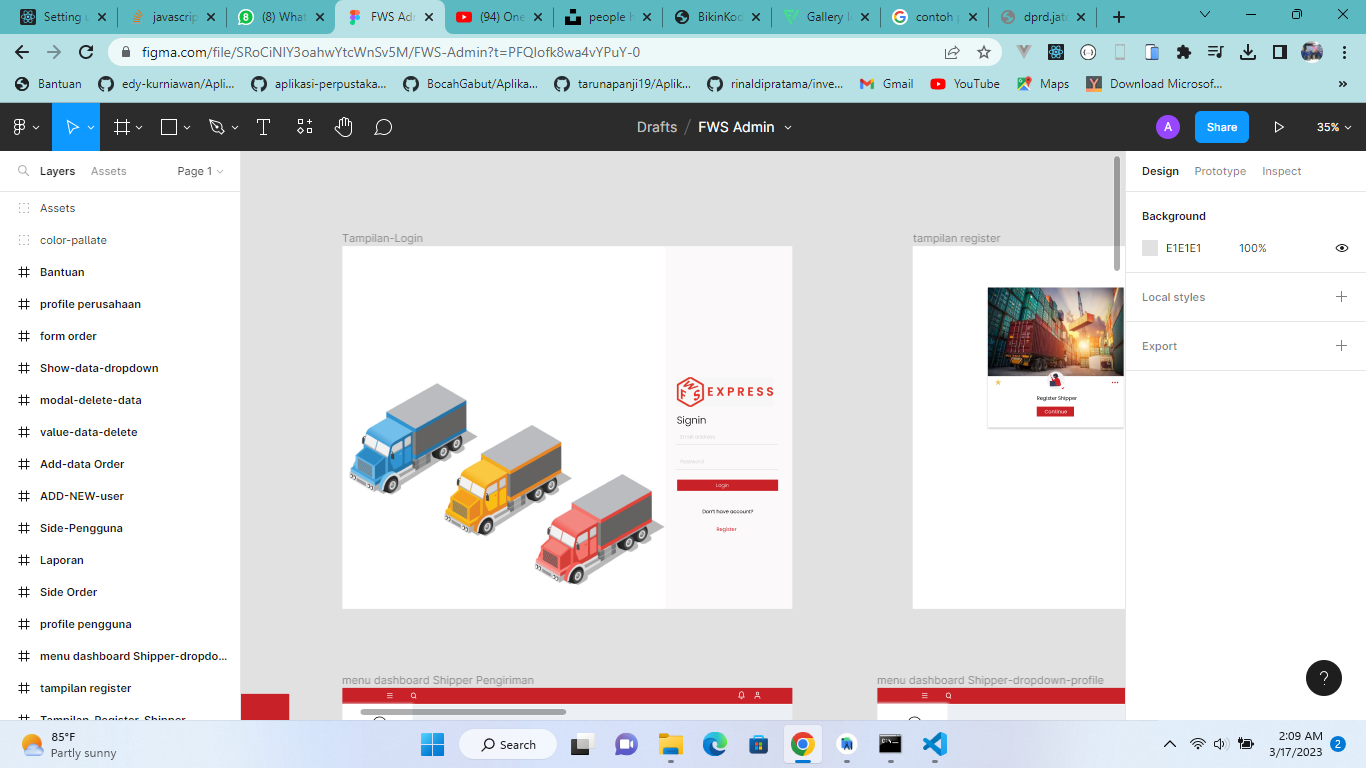 Setting u
javascrip
(8) What
FWS Adm
(94) One
people h
BikinKod
Gallery I
contoh p
dprd.jate
figma.com/file/SRoCiNlY3oahwYtcWnSv5M/FWS-Admin?t=PFQIofk8wa4vYPuY-0
Bantuan
edy-kurniawan/Apli...
aplikasi-perpustaka...
BocahGabut/Aplika...
tarunapanji19/Aplik...
rinaldipratama/inve...
Gmail
YouTube
Maps
Download Microsof...
»
Drafts / FWS Admin
A
Share
35%
Layers
Assets
Page 1
Design
Prototype
Inspect
Assets
color-pallate
Bantuan
profile perusahaan
form order
Show-data-dropdown
modal-delete-data
value-data-delete
Add-data Order
ADD-NEW-user
Side-Pengguna
Laporan
Side Order
profile pengguna
menu dashboard Shipper-dropdo...
tampilan register
Tampilan-Register-Shipper
Tampilan-Login
FWS EXPRESS
Signin
Email address
Password
Login
Don't have account?
Register
tampilan register
Register Shipper
Continue
menu dashboard Shipper Pengiriman
menu dashboard Shipper-dropdown-profile
Background
E1E1E1 100%
Local styles
Export
?
85°F
Partly sunny
Search
2:09 AM
3/17/2023
2